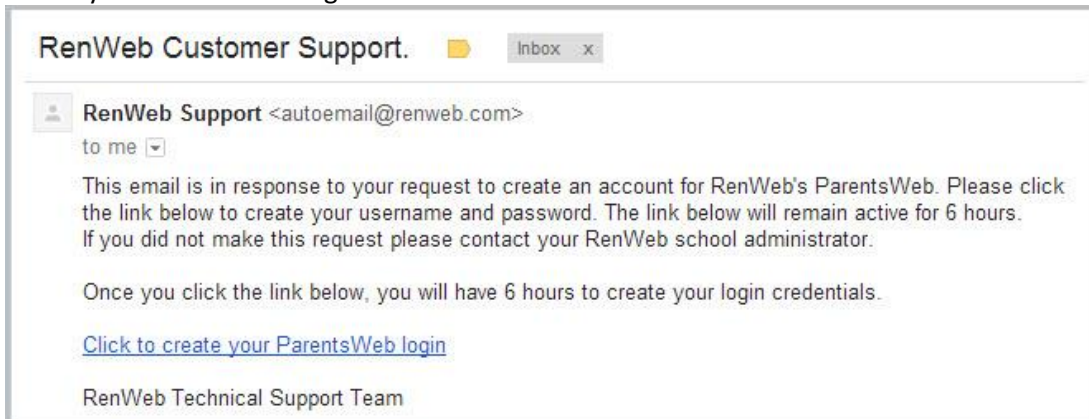 RenWeb Customer Support.
Inbox x
RenWeb Support <autoemail@renweb.com>
to me
This email is in response to your request to create an account for RenWeb's ParentsWeb. Please click
the link below to create your username and password. The link below will remain active for 6 hours.
If you did not make this request please contact your RenWeb school administrator.
Once you click the link below, you will have 6 hours to create your login credentials.
Click to create your ParentsWeb login
RenWeb Technical Support Team